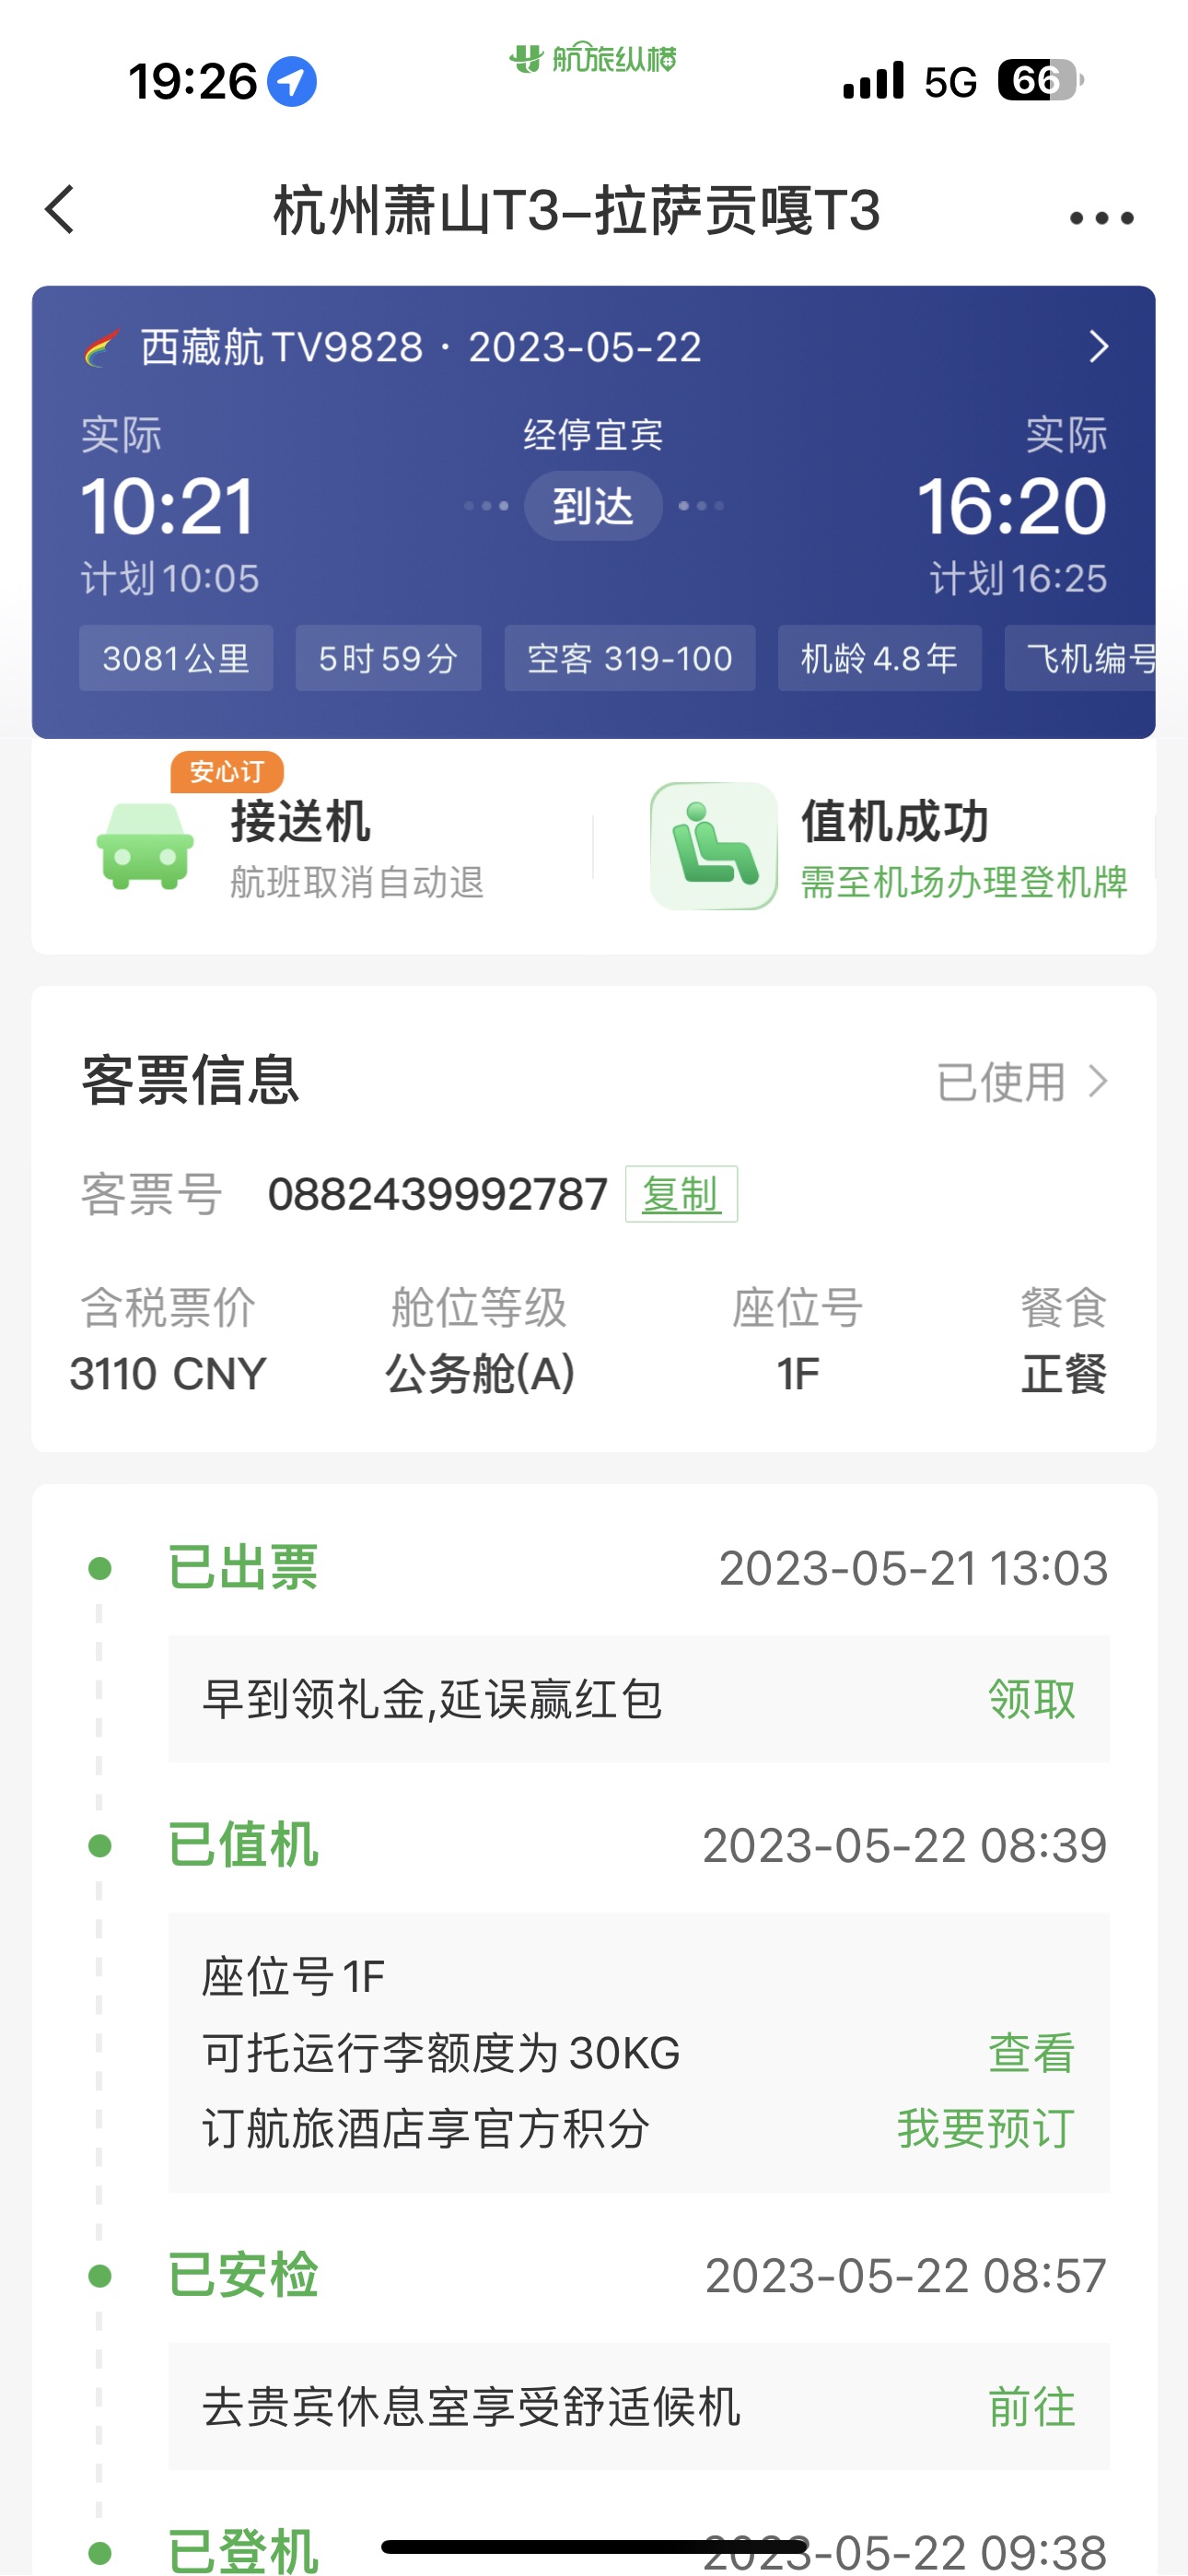 19:26
航旅纵横
5G 66
杭州萧山T3–拉萨贡嘎T3
西藏航 TV9828 · 2023-05-22
实际 经停宜宾 实际
10:21 到达 16:20
计划 10:05 计划 16:25
3081公里 5时59分 空客 319-100 机龄4.8年 飞机编号
安心订
接送机 值机成功
航班取消自动退 需至机场办理登机牌
客票信息 已使用
客票号 0882439992787 复制
含税票价 舱位等级 座位号 餐食
3110 CNY 公务舱(A) 1F 正餐
已出票 2023-05-21 13:03
早到领礼金,延误赢红包 领取
已值机 2023-05-22 08:39
座位号 1F
可托运行李额度为 30KG 查看
订航旅酒店享官方积分 我要预订
已安检 2023-05-22 08:57
去贵宾休息室享受舒适候机 前往
已登机 2023-05-22 09:38